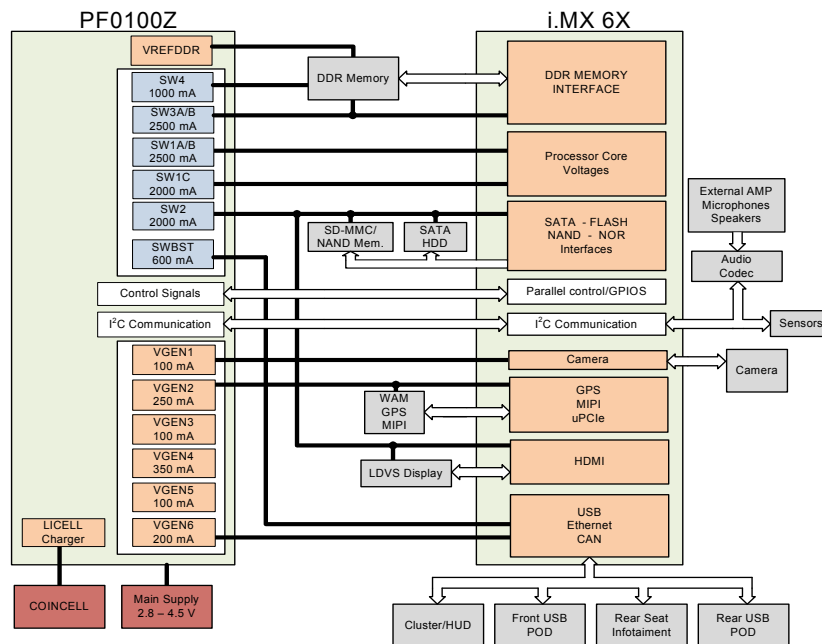 PF0100Z
i.MX 6X
VREFDDR
SW4
1000 mA
SW3A/B
2500 mA
SW1A/B
2500 mA
SW1C
2000 mA
SW2
2000 mA
SWBST
600 mA
Control Signals
I²C Communication
VGEN1
100 mA
VGEN2
250 mA
VGEN3
100 mA
VGEN4
350 mA
VGEN5
100 mA
VGEN6
200 mA
LICELL
Charger
COINCELL
Main Supply
2.8 – 4.5 V
DDR Memory
SD-MMC/
NAND Mem.
SATA
HDD
WAM
GPS
MIPI
LDVS Display
DDR MEMORY
INTERFACE
Processor Core
Voltages
SATA - FLASH
NAND - NOR
Interfaces
Parallel control/GPIOS
I²C Communication
Camera
GPS
MIPI
uPCIe
HDMI
USB
Ethernet
CAN
External AMP
Microphones
Speakers
Audio
Codec
Sensors
Camera
Cluster/HUD
Front USB
POD
Rear Seat
Infotaiment
Rear USB
POD